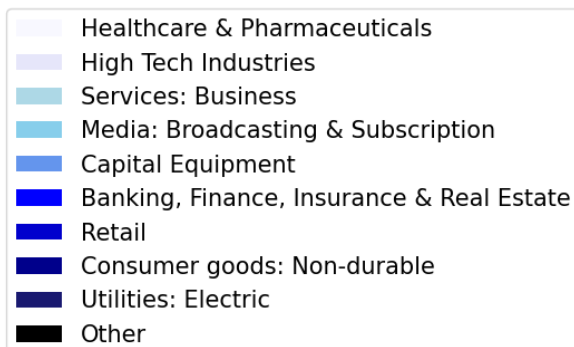 Healthcare & Pharmaceuticals
High Tech Industries
Services: Business
Media: Broadcasting & Subscription
Capital Equipment
Banking, Finance, Insurance & Real Estate
Retail
Consumer goods: Non-durable
Utilities: Electric
Other